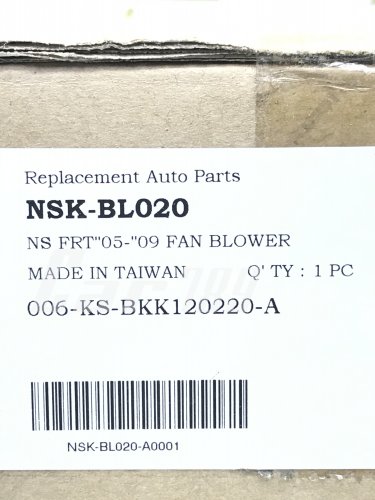 Replacement Auto Parts
NSK-BL020
NS FRT"05-"09 FAN BLOWER
MADE IN TAIWAN Q' TY : 1 PC
006-KS-BKK120220-A
NSK-BL020-A0001